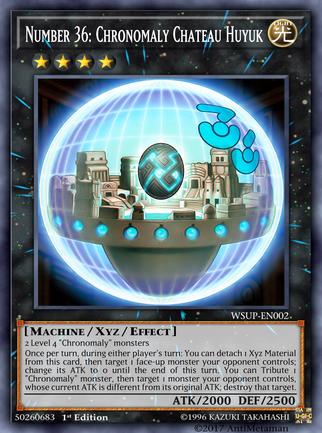 NUMBER 36: CHRONOMALY CHATEAU HUYUK
LIGHT
光
WSUP-EN002
[MACHINE / XYZ / EFFECT]
2 Level 4 "Chronomaly" monsters
Once per turn, during either player's turn: You can detach 1 Xyz Material
from this card, then target 1 face-up monster your opponent controls;
change its ATK to 0 until the end of this turn. You can Tribute 1
"Chronomaly" monster, then target 1 monster your opponent controls,
whose current ATK is different from its original ATK; destroy that target.
ATK/2000 DEF/2500
50260683 1st Edition ©1996 KAZUKI TAKAHASHI
©2017 AntiMetaman